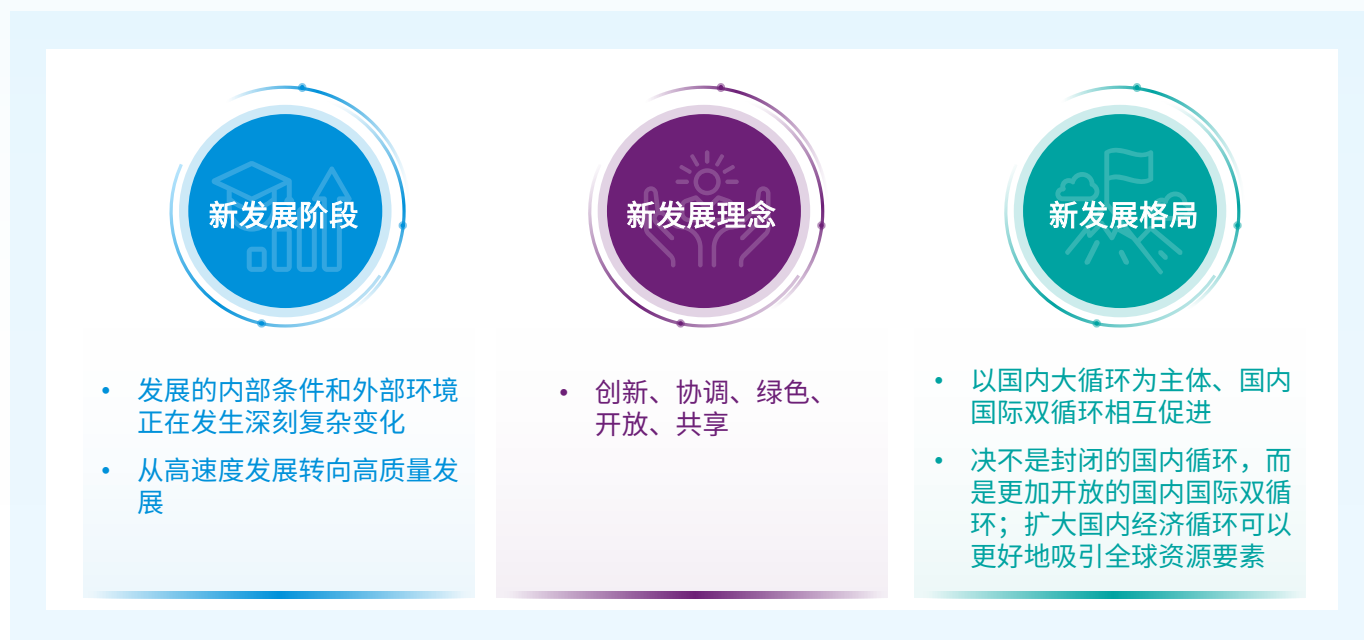 新发展阶段
• 发展的内部条件和外部环境
正在发生深刻复杂变化
• 从高速度发展转向高质量发
展
新发展理念
• 创新、协调、绿色、
开放、共享
新发展格局
• 以国内大循环为主体、国内
国际双循环相互促进
• 决不是封闭的国内循环，而
是更加开放的国内国际双循
环；扩大国内经济循环可以
更好地吸引全球资源要素